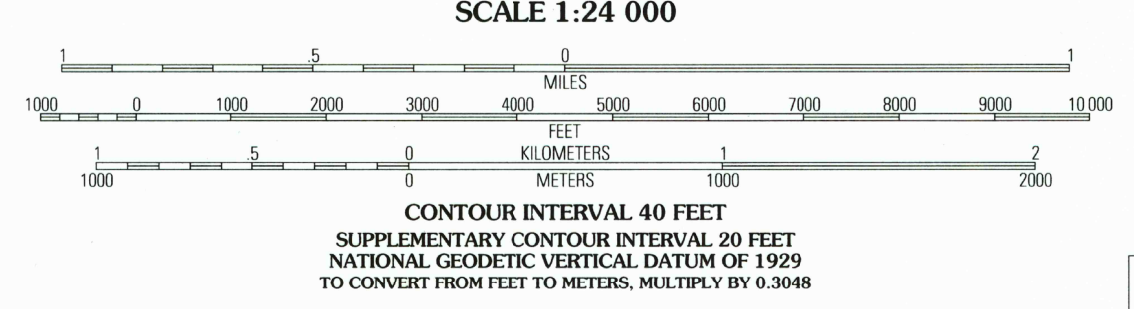 SCALE 1:24 000
1 .5 0 1
MILES
1000 0 1000 2000 3000 4000 5000 6000 7000 8000 9000 10 000
FEET
1 .5 0 KILOMETERS 1 2
1000 0 METERS 1000 2000
CONTOUR INTERVAL 40 FEET
SUPPLEMENTARY CONTOUR INTERVAL 20 FEET
NATIONAL GEODETIC VERTICAL DATUM OF 1929
TO CONVERT FROM FEET TO METERS, MULTIPLY BY 0.3048